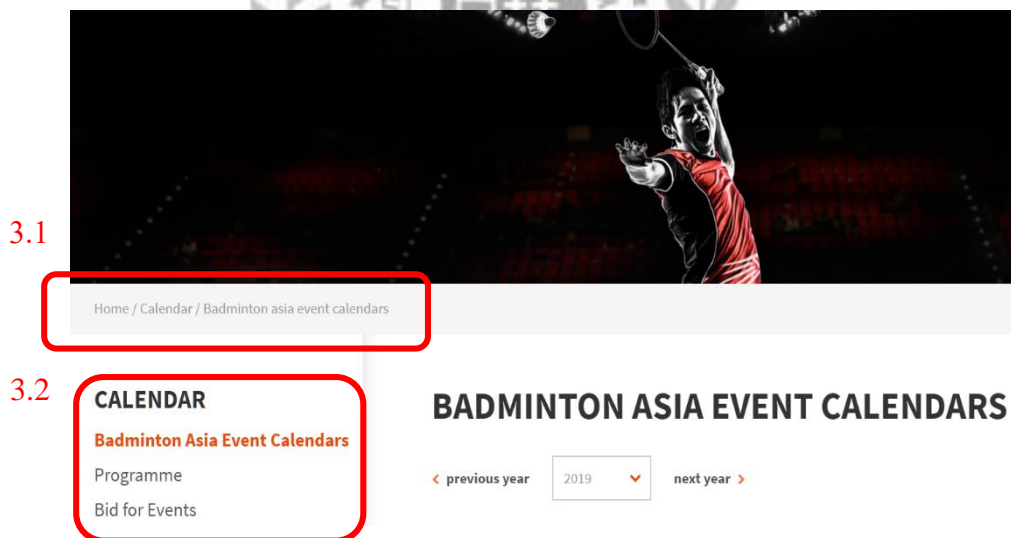 3.1
Home / Calendar / Badminton asia event calendars
3.2
CALENDAR
Badminton Asia Event Calendars
Programme
Bid for Events
BADMINTON ASIA EVENT CALENDARS
previous year
2019
next year